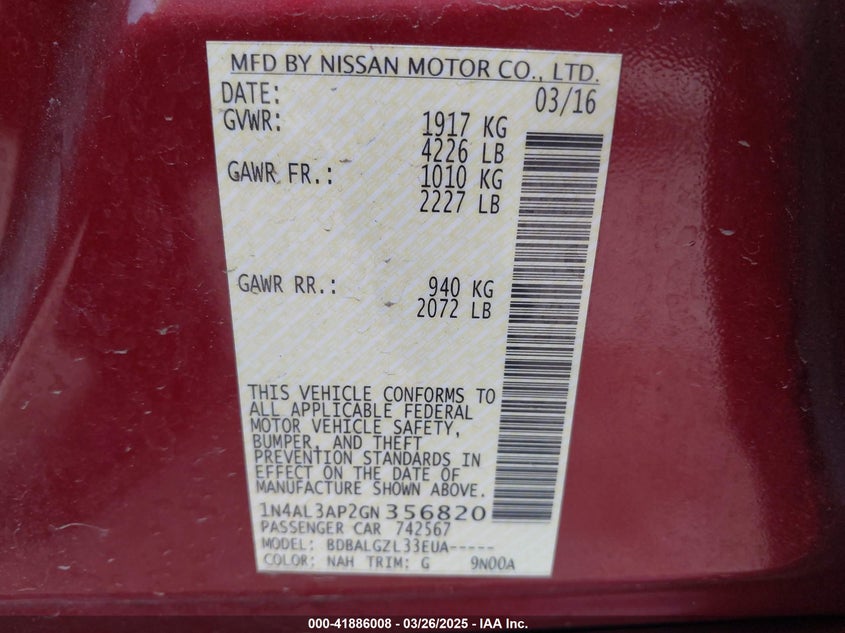 MFD BY NISSAN MOTOR CO., LTD.
DATE: 03/16
GVWR: 1917 KG
4226 LB
GAWR FR.: 1010 KG
2227 LB
GAWR RR.: 940 KG
2072 LB
THIS VEHICLE CONFORMS TO
ALL APPLICABLE FEDERAL
MOTOR VEHICLE SAFETY,
BUMPER, AND THEFT
PREVENTION STANDARDS IN
EFFECT ON THE DATE OF
MANUFACTURE SHOWN ABOVE.
1N4AL3AP2GN356820
PASSENGER CAR 742567
MODEL: BDBALGZL33EUA-----
COLOR: NAH TRIM: G 9N00A
000-41886008 - 03/26/2025 - IAA Inc.